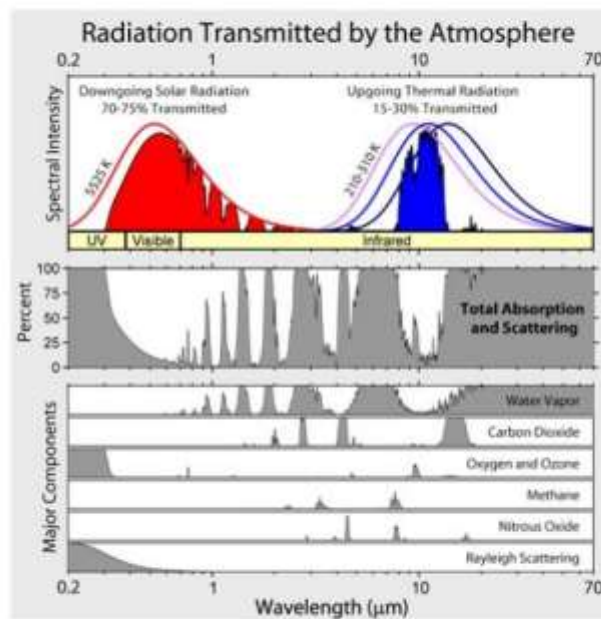 Radiation Transmitted by the Atmosphere
0.2 1 10 70
Downgoing Solar Radiation
70-75% Transmitted
Upgoing Thermal Radiation
15-30% Transmitted
Spectral Intensity
5525 K
210-310 K
UV Visible Infrared
Percent
100
75
50
25
0
Total Absorption
and Scattering
Major Components
Water Vapor
Carbon Dioxide
Oxygen and Ozone
Methane
Nitrous Oxide
Rayleigh Scattering
0.2 1 10 70
Wavelength (μm)